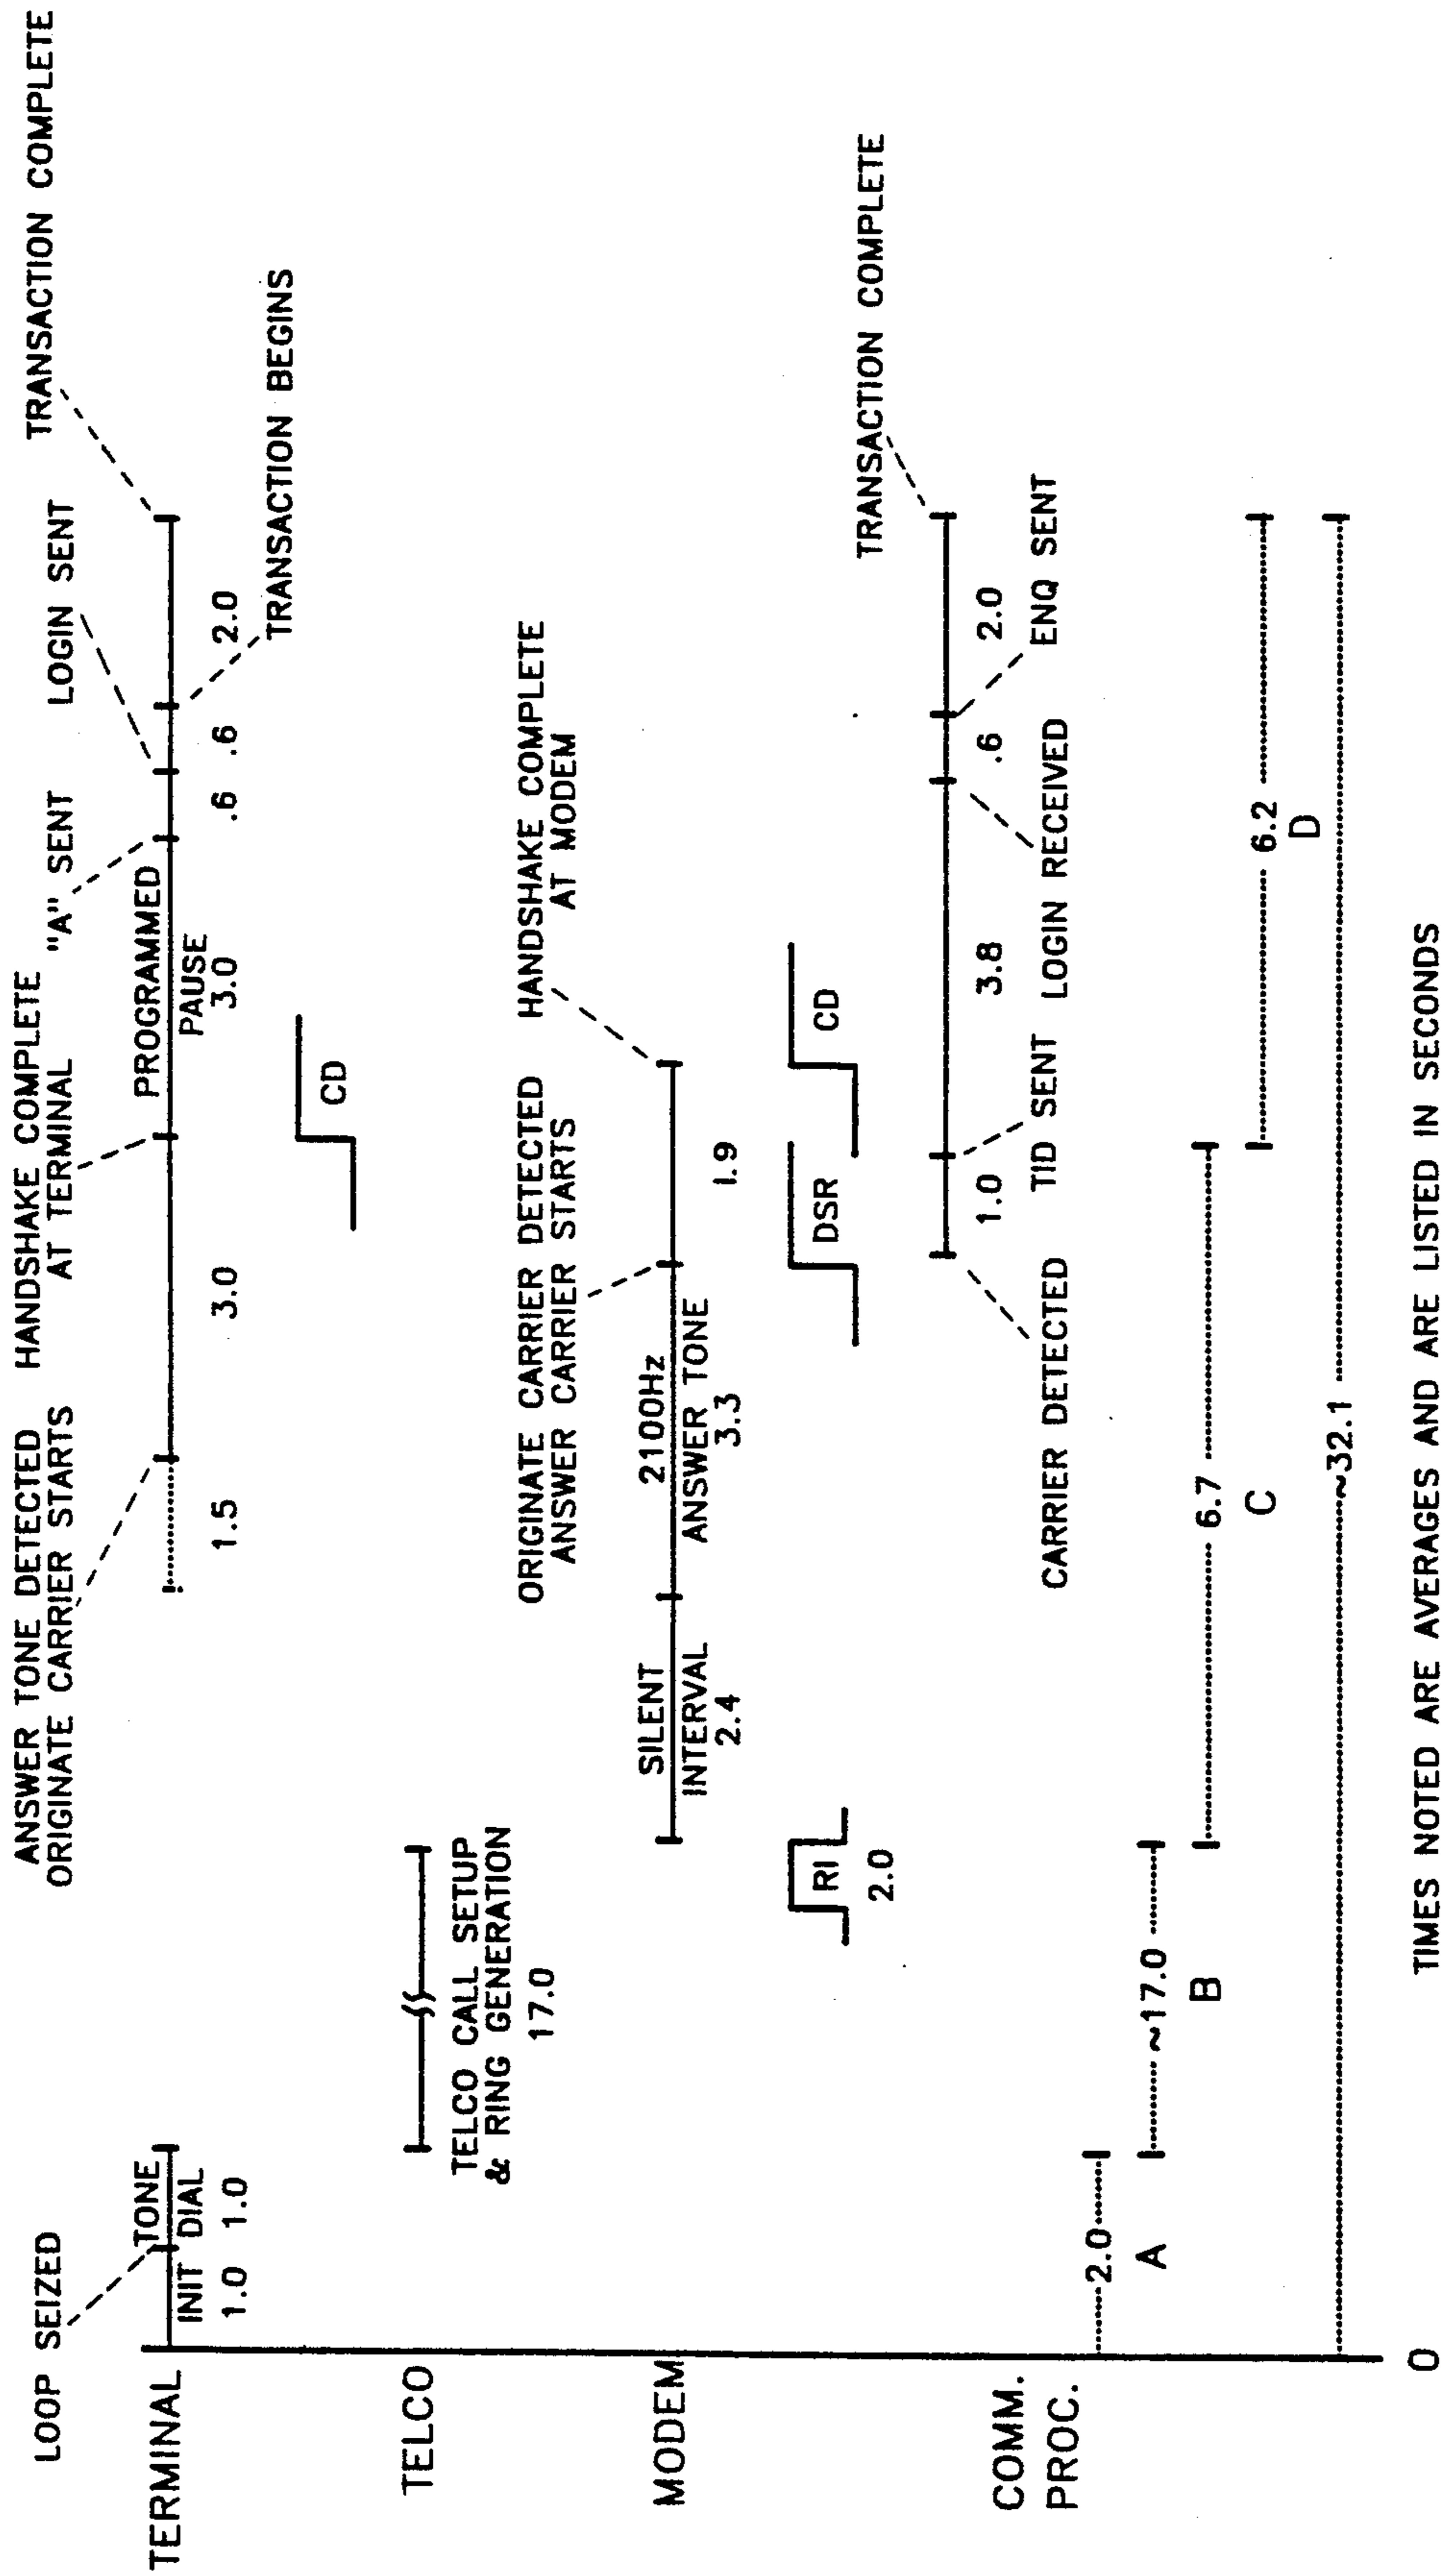 LOOP SEIZED
ANSWER TONE DETECTED
ORIGINATE CARRIER STARTS
HANDSHAKE COMPLETE
AT TERMINAL
"A" SENT
LOGIN SENT
TRANSACTION COMPLETE
TERMINAL
INIT
1.0
TONE
DIAL
1.0
1.5
3.0
PROGRAMMED
PAUSE
3.0
.6
.6
2.0
TRANSACTION BEGINS
CD
TELCO
TELCO CALL SETUP
& RING GENERATION
17.0
ORIGINATE CARRIER DETECTED
ANSWER CARRIER STARTS
HANDSHAKE COMPLETE
AT MODEM
MODEM
SILENT
INTERVAL
2.4
2100Hz
ANSWER TONE
3.3
1.9
RI
2.0
DSR
CD
TRANSACTION COMPLETE
COMM.
PROC.
1.0
3.8
.6
2.0
CARRIER DETECTED
TID SENT
LOGIN RECEIVED
ENQ SENT
2.0
A
~17.0
B
6.7
C
6.2
D
~32.1
0
TIMES NOTED ARE AVERAGES AND ARE LISTED IN SECONDS